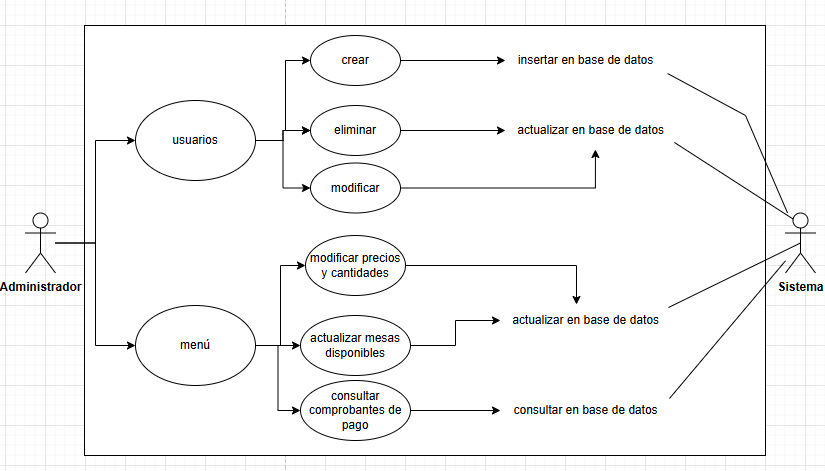 crear
insertar en base de datos
usuarios
eliminar
actualizar en base de datos
modificar
Administrador
Sistema
modificar precios
y cantidades
menú
actualizar mesas
disponibles
actualizar en base de datos
consultar
comprobantes de
pago
consultar en base de datos